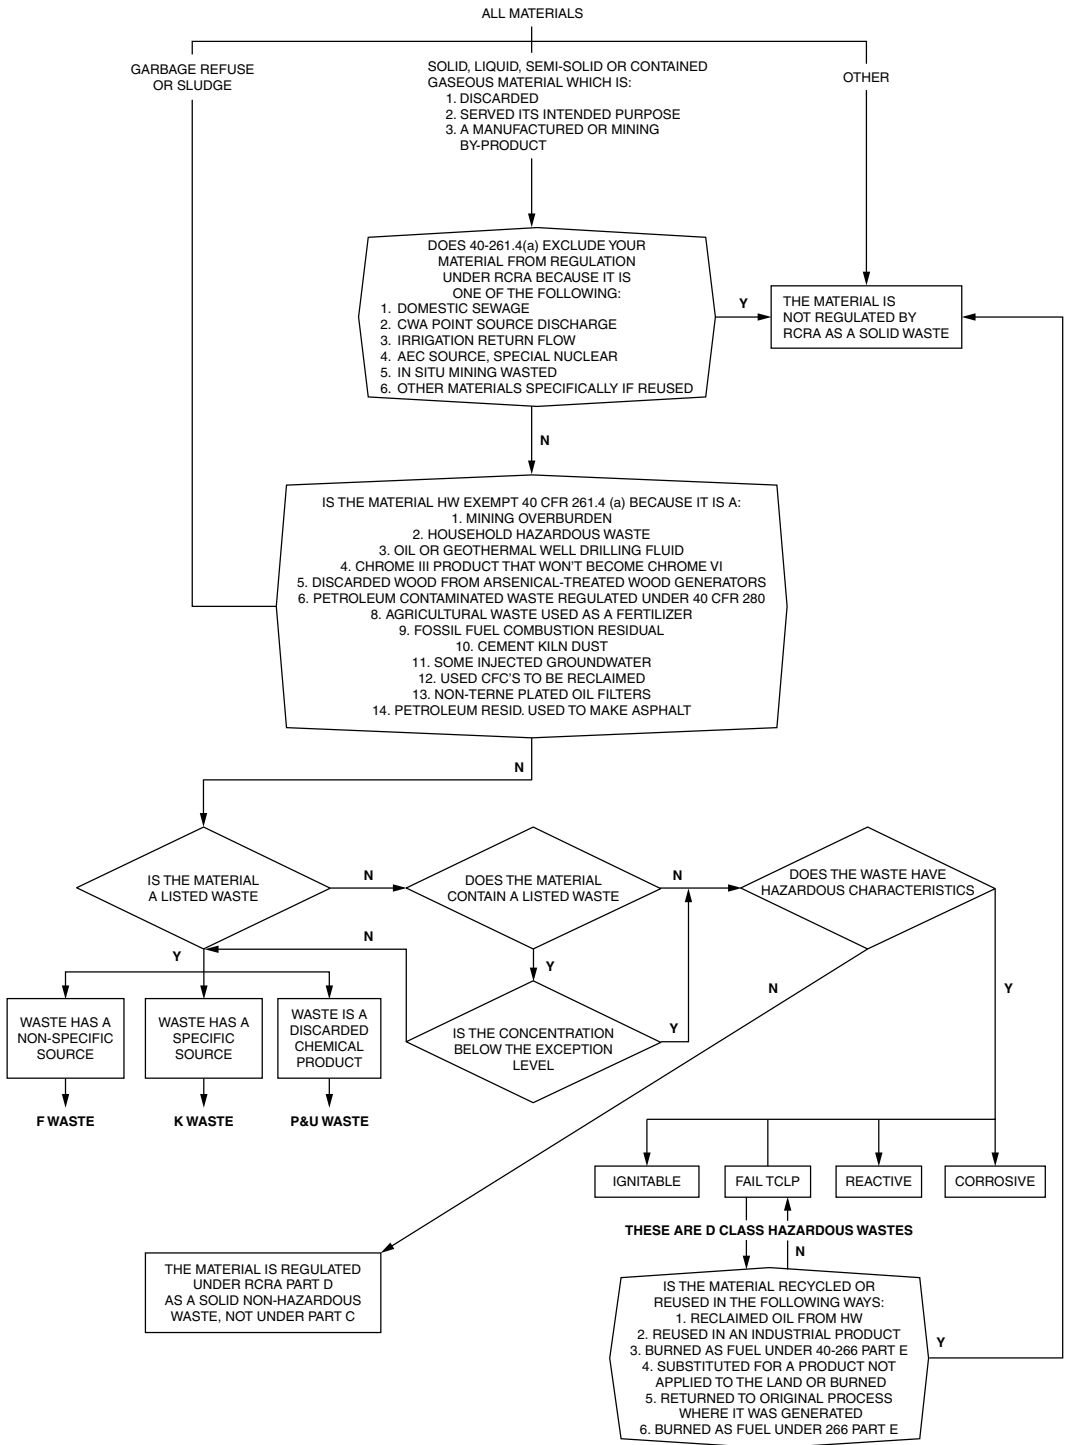 ALL MATERIALS
GARBAGE REFUSE
OR SLUDGE
SOLID, LIQUID, SEMI-SOLID OR CONTAINED
GASEOUS MATERIAL WHICH IS:
1. DISCARDED
2. SERVED ITS INTENDED PURPOSE
3. A MANUFACTURED OR MINING
BY-PRODUCT
OTHER
DOES 40-261.4(a) EXCLUDE YOUR
MATERIAL FROM REGULATION
UNDER RCRA BECAUSE IT IS
ONE OF THE FOLLOWING:
1. DOMESTIC SEWAGE
2. CWA POINT SOURCE DISCHARGE
3. IRRIGATION RETURN FLOW
4. AEC SOURCE, SPECIAL NUCLEAR
5. IN SITU MINING WASTED
6. OTHER MATERIALS SPECIFICALLY IF REUSED
Y
THE MATERIAL IS
NOT REGULATED BY
RCRA AS A SOLID WASTE
N
IS THE MATERIAL HW EXEMPT 40 CFR 261.4 (a) BECAUSE IT IS A:
1. MINING OVERBURDEN
2. HOUSEHOLD HAZARDOUS WASTE
3. OIL OR GEOTHERMAL WELL DRILLING FLUID
4. CHROME III PRODUCT THAT WON'T BECOME CHROME VI
5. DISCARDED WOOD FROM ARSENICAL-TREATED WOOD GENERATORS
6. PETROLEUM CONTAMINATED WASTE REGULATED UNDER 40 CFR 280
8. AGRICULTURAL WASTE USED AS A FERTILIZER
9. FOSSIL FUEL COMBUSTION RESIDUAL
10. CEMENT KILN DUST
11. SOME INJECTED GROUNDWATER
12. USED CFC'S TO BE RECLAIMED
13. NON-TERNE PLATED OIL FILTERS
14. PETROLEUM RESID. USED TO MAKE ASPHALT
N
IS THE MATERIAL
A LISTED WASTE
N
DOES THE MATERIAL
CONTAIN A LISTED WASTE
N
DOES THE WASTE HAVE
HAZARDOUS CHARACTERISTICS
Y
N
Y
N
Y
WASTE HAS A
NON-SPECIFIC
SOURCE
WASTE HAS A
SPECIFIC
SOURCE
WASTE IS A
DISCARDED
CHEMICAL
PRODUCT
IS THE CONCENTRATION
BELOW THE EXCEPTION
LEVEL
Y
F WASTE
K WASTE
P&U WASTE
IGNITABLE
FAIL TCLP
REACTIVE
CORROSIVE
THESE ARE D CLASS HAZARDOUS WASTES
N
THE MATERIAL IS REGULATED
UNDER RCRA PART D
AS A SOLID NON-HAZARDOUS
WASTE, NOT UNDER PART C
IS THE MATERIAL RECYCLED OR
REUSED IN THE FOLLOWING WAYS:
1. RECLAIMED OIL FROM HW
2. REUSED IN AN INDUSTRIAL PRODUCT
3. BURNED AS FUEL UNDER 40-266 PART E
4. SUBSTITUTED FOR A PRODUCT NOT
APPLIED TO THE LAND OR BURNED
5. RETURNED TO ORIGINAL PROCESS
WHERE IT WAS GENERATED
6. BURNED AS FUEL UNDER 266 PART E
Y